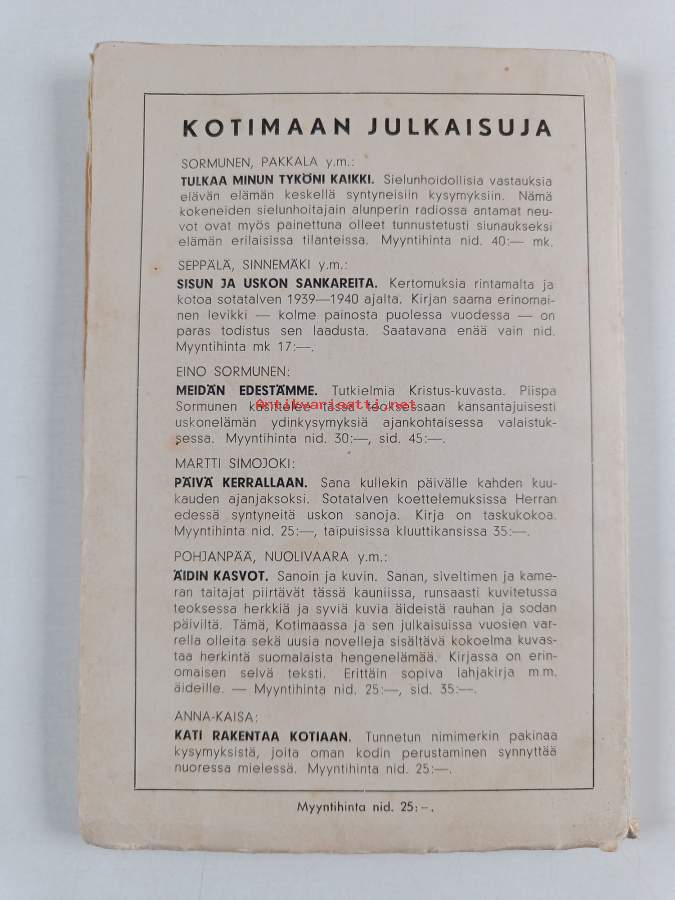 KOTIMAAN JULKAISUJA
SORMUNEN, PAKKALA y.m.:
TULKAA MINUN TYKÖNI KAIKKI. Sielunhoidollisia vastauksia
elävän elämän keskellä syntyneisiin kysymyksiin. Nämä
kokeneiden sielunhoitajain alunperin radiossa antamat neu-
vot ovat myös painettuna olleet tunnustetusti siunaukseksi
elämän erilaisissa tilanteissa. Myyntihinta nid. 40:— mk.
SEPPÄLÄ, SINNEMÄKI y.m.:
SISUN JA USKON SANKAREITA. Kertomuksia rintamalta ja
kotoa sotatalven 1939—1940 ajalta. Kirjan saama erinomai-
nen levikki — kolme painosta puolessa vuodessa — on
paras todistus sen laadusta. Saatavana enää vain nid.
Myyntihinta mk 17:—.
EINO SORMUNEN:
MEIDÄN EDESTÄMME. Tutkielmia Kristus-kuvasta. Piispa
Antikvariaatti.net
Sormunen käsittelee tässä teoksessaan kansantajuisesti
uskonelämän ydinkysymyksiä ajankohtaisessa valaistuk-
sessa. Myyntihinta nid. 30:—, sid. 45:—.
MARTTI SIMOJOKI:
PÄIVÄ KERRALLAAN. Sana kullekin päivälle kahden kuu-
kauden ajanjaksoksi. Sotatalven koettelemuksissa Herran
edessä syntyneitä uskon sanoja. Kirja on taskukokoa.
Myyntihinta nid. 25:—, taipuisissa kluuttikansissa 35:—.
POHJANPÄÄ, NUOLIVAARA y.m.:
ÄIDIN KASVOT. Sanoin ja kuvin. Sanan, siveltimen ja kame-
ran taitajat piirtävät tässä kauniissa, runsaasti kuvitetussa
teoksessa herkkiä ja syviä kuvia äideistä rauhan ja sodan
päiviltä. Tämä, Kotimaassa ja sen julkaisuissa vuosien var-
rella olleita sekä uusia novelleja sisältävä kokoelma kuvas-
taa herkintä suomalaista hengenelämää. Kirjassa on erin-
omaisen selvä teksti. Erittäin sopiva lahjakirja m.m.
äideille. — Myyntihinta nid. 25:—, sid. 35:—.
ANNA-KAISA:
KATI RAKENTAA KOTIAAN. Tunnetun nimimerkin pakinaa
kysymyksistä, joita oman kodin perustaminen synnyttää
nuoressa mielessä. Myyntihinta nid. 25:—.
Myyntihinta nid. 25:—.